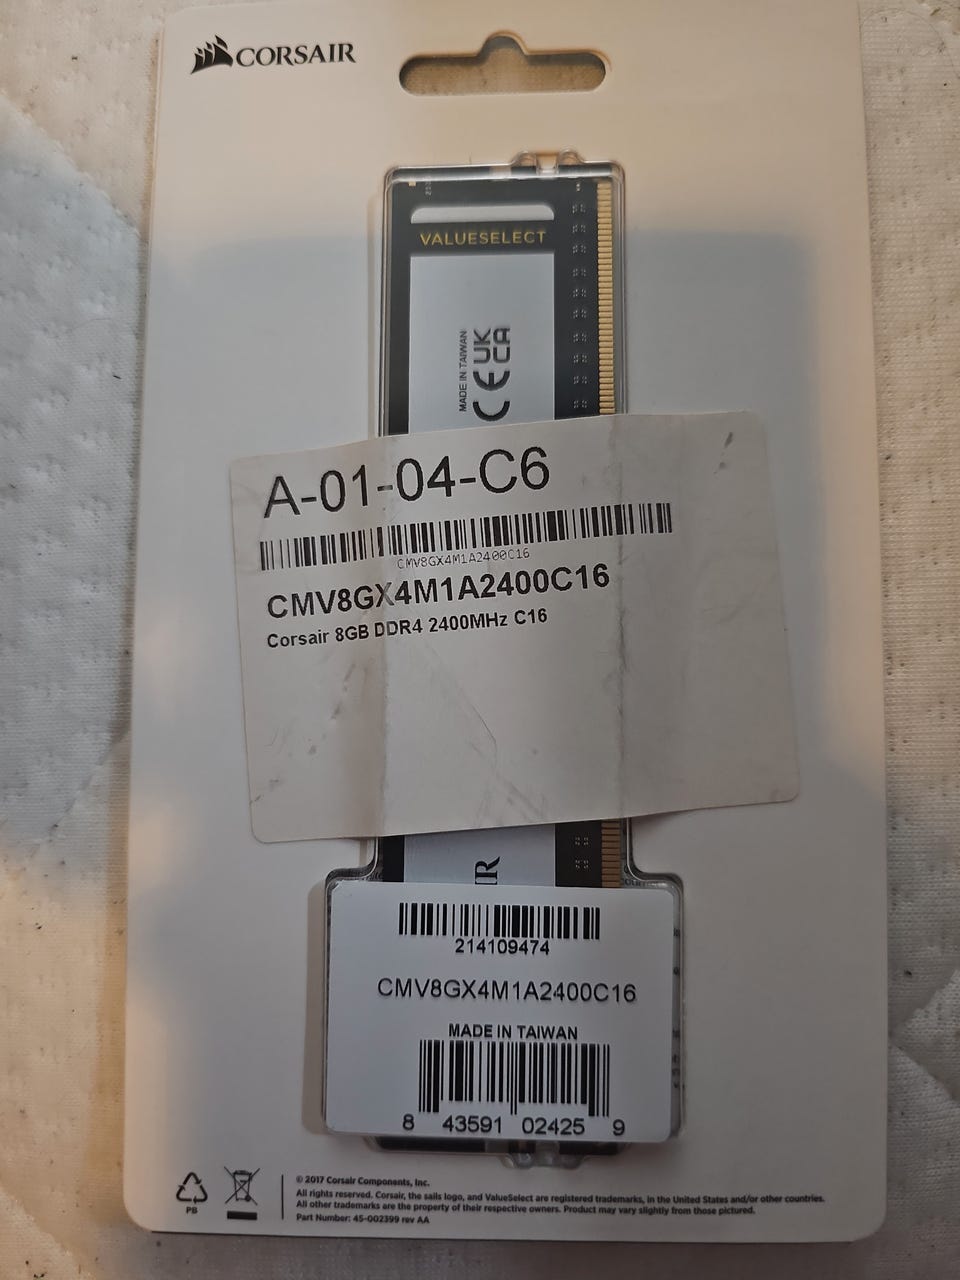 CORSAIR
VALUESELECT
MADE IN TAIWAN
CE UK
CA
A-01-04-C6
CMV8GX4M1A2400C16
CMV8GX4M1A2400C16
Corsair 8GB DDR4 2400MHz C16
IR
214109474
CMV8GX4M1A2400C16
MADE IN TAIWAN
8 43591 02425 9
PB
© 2017 Corsair Components, Inc.
All rights reserved. Corsair, the sails logo, and ValueSelect are registered trademarks, in the United States and/or other countries.
All other trademarks are the property of their respective owners. Product may vary slightly from those pictured.
Part Number: 45-002399 rev AA